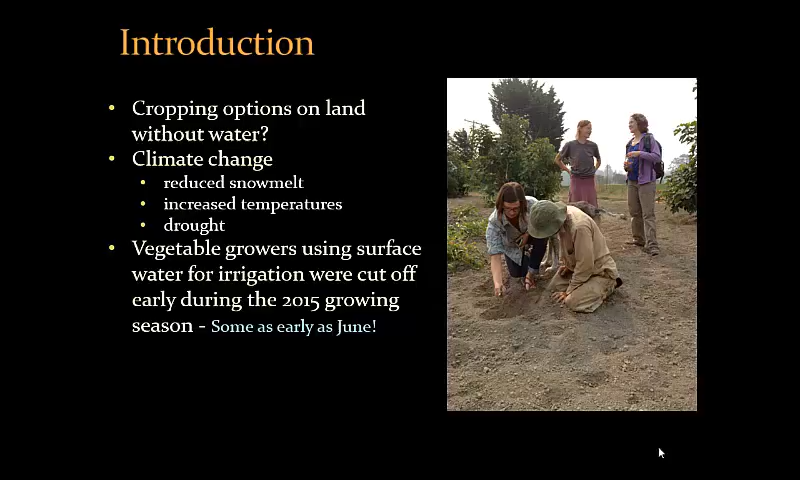 Introduction
• Cropping options on land
without water?
• Climate change
• reduced snowmelt
• increased temperatures
• drought
• Vegetable growers using surface
water for irrigation were cut off
early during the 2015 growing
season - Some as early as June!